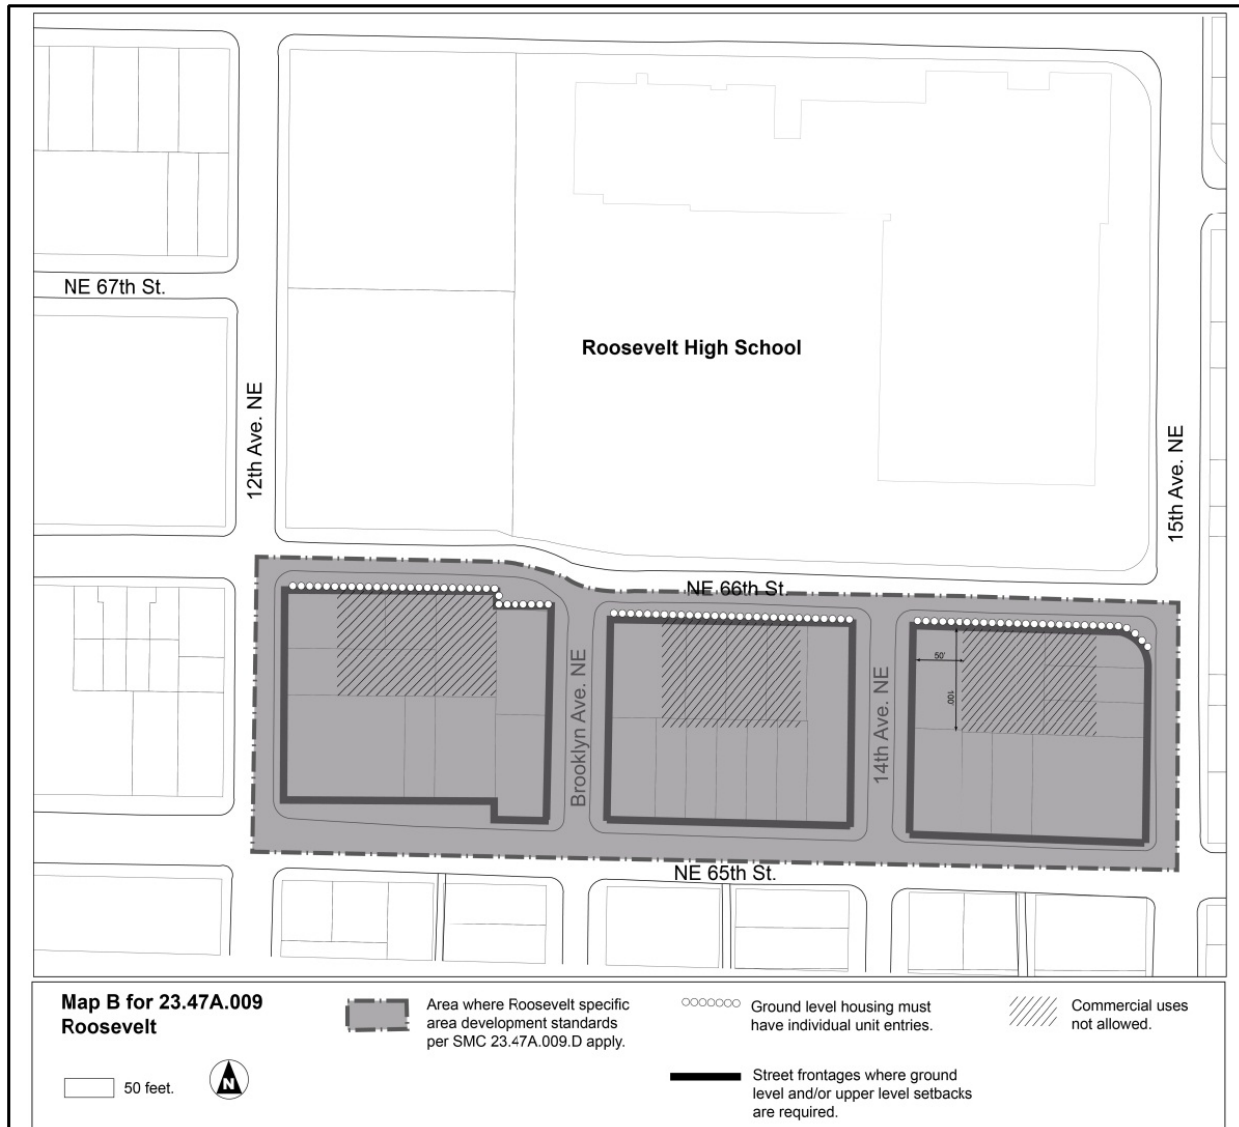 NE 67th St.
Roosevelt High School
12th Ave. NE
15th Ave. NE
NE 66th St.
Brooklyn Ave. NE
14th Ave. NE
50'
100'
NE 65th St.
Map B for 23.47A.009
Roosevelt
50 feet.
N
Area where Roosevelt specific
area development standards
per SMC 23.47A.009.D apply.
Ground level housing must
have individual unit entries.
Street frontages where ground
level and/or upper level setbacks
are required.
Commercial uses
not allowed.